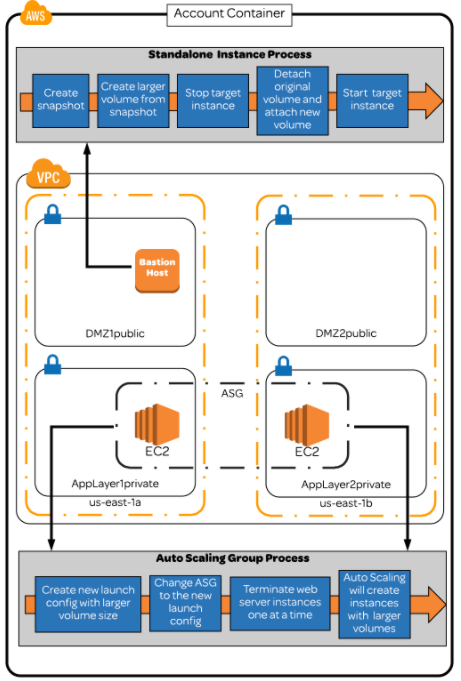 AWS
Account Container
Standalone Instance Process
Create
snapshot
Create larger
volume from
snapshot
Stop target
instance
Detach
original
volume and
attach new
volume
Start target
instance
VPC
Bastion
Host
DMZ1public
DMZ2public
ASG
EC2
EC2
AppLayer1private
AppLayer2private
us-east-1a
us-east-1b
Auto Scaling Group Process
Create new launch
config with larger
volume size
Change ASG
to the new
launch
config
Terminate web
server instances
one at a time
Auto Scaling
will create
instances
with larger
volumes